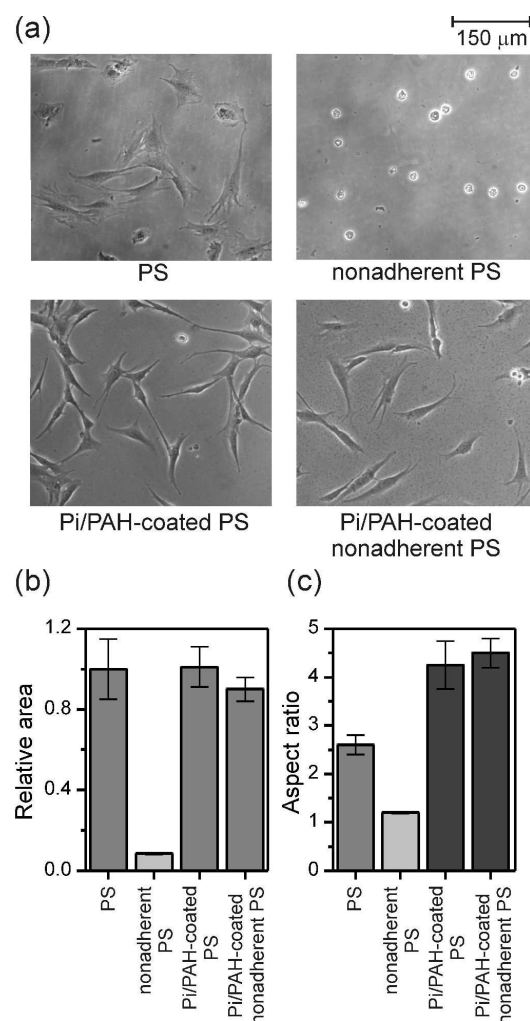 (a)
150 µm
PS
nonadherent PS
Pi/PAH-coated PS
Pi/PAH-coated
nonadherent PS
(b)
Relative area
1.2
0.8
0.4
0.0
PS
nonadherent
PS
Pi/PAH-coated
PS
Pi/PAH-coated
nonadherent PS
(c)
Aspect ratio
5
4
3
2
1
0
PS
nonadherent
PS
Pi/PAH-coated
PS
Pi/PAH-coated
nonadherent PS